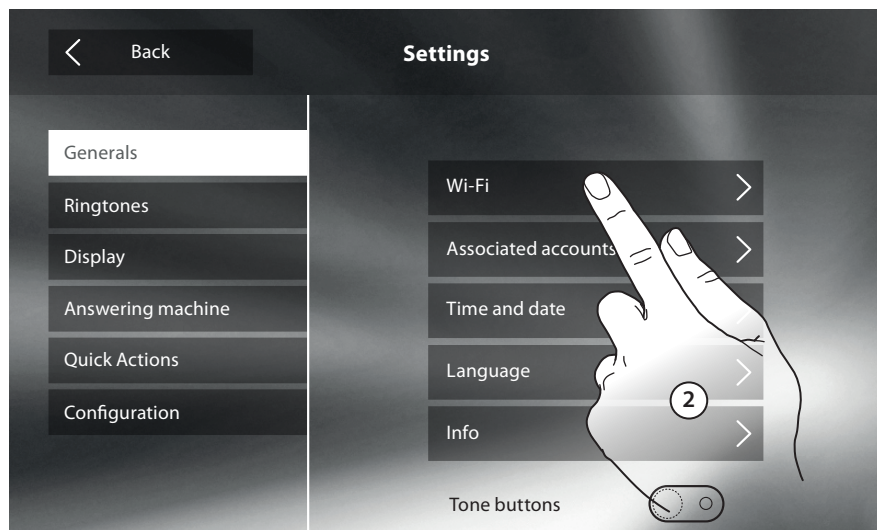 Back
Settings
Generals
Ringtones
Display
Answering machine
Quick Actions
Configuration
Wi-Fi
Associated accounts
Time and date
Language
2
Info
Tone buttons